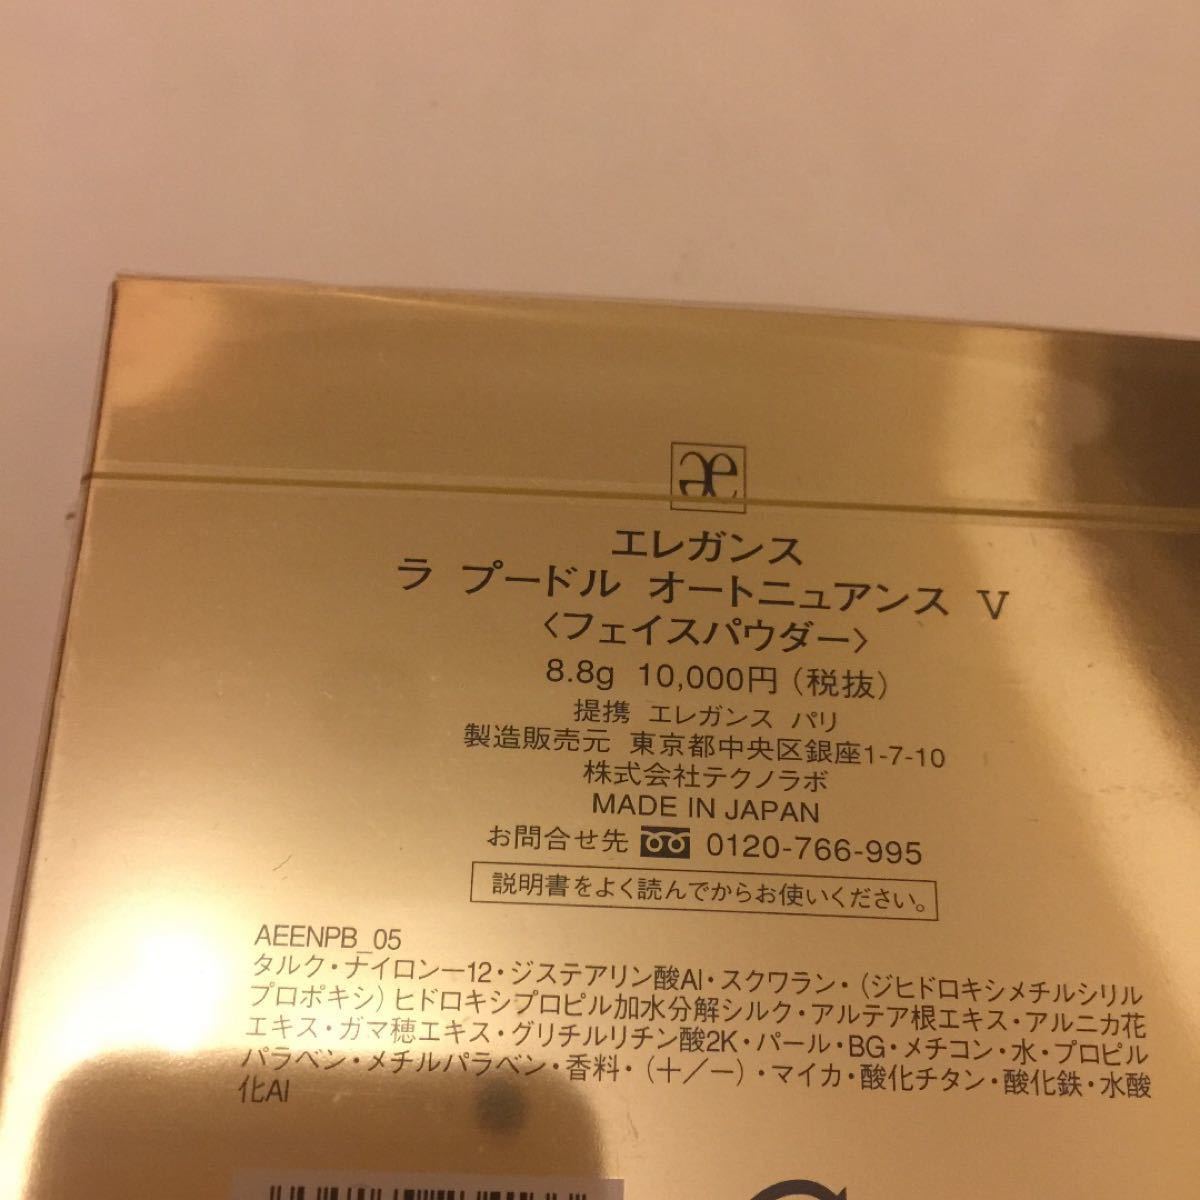 æ
エレガンス
ラ プードル オートニュアンス V
〈フェイスパウダー〉
8.8g 10,000円（税抜）
提携 エレガンス パリ
製造販売元 東京都中央区銀座1-7-10
株式会社テクノラボ
MADE IN JAPAN
お問合せ先 0120-766-995
説明書をよく読んでからお使いください。
AEENPB_05
タルク・ナイロンー12・ジステアリン酸Al・スクワラン・（ジヒドロキシメチルシリル
プロポキシ）ヒドロキシプロピル加水分解シルク・アルテア根エキス・アルニカ花
エキス・ガマ穂エキス・グリチルリチン酸2K・パール・BG・メチコン・水・プロピル
パラベン・メチルパラベン・香料・（＋／ー）・マイカ・酸化チタン・酸化鉄・水酸
化Al